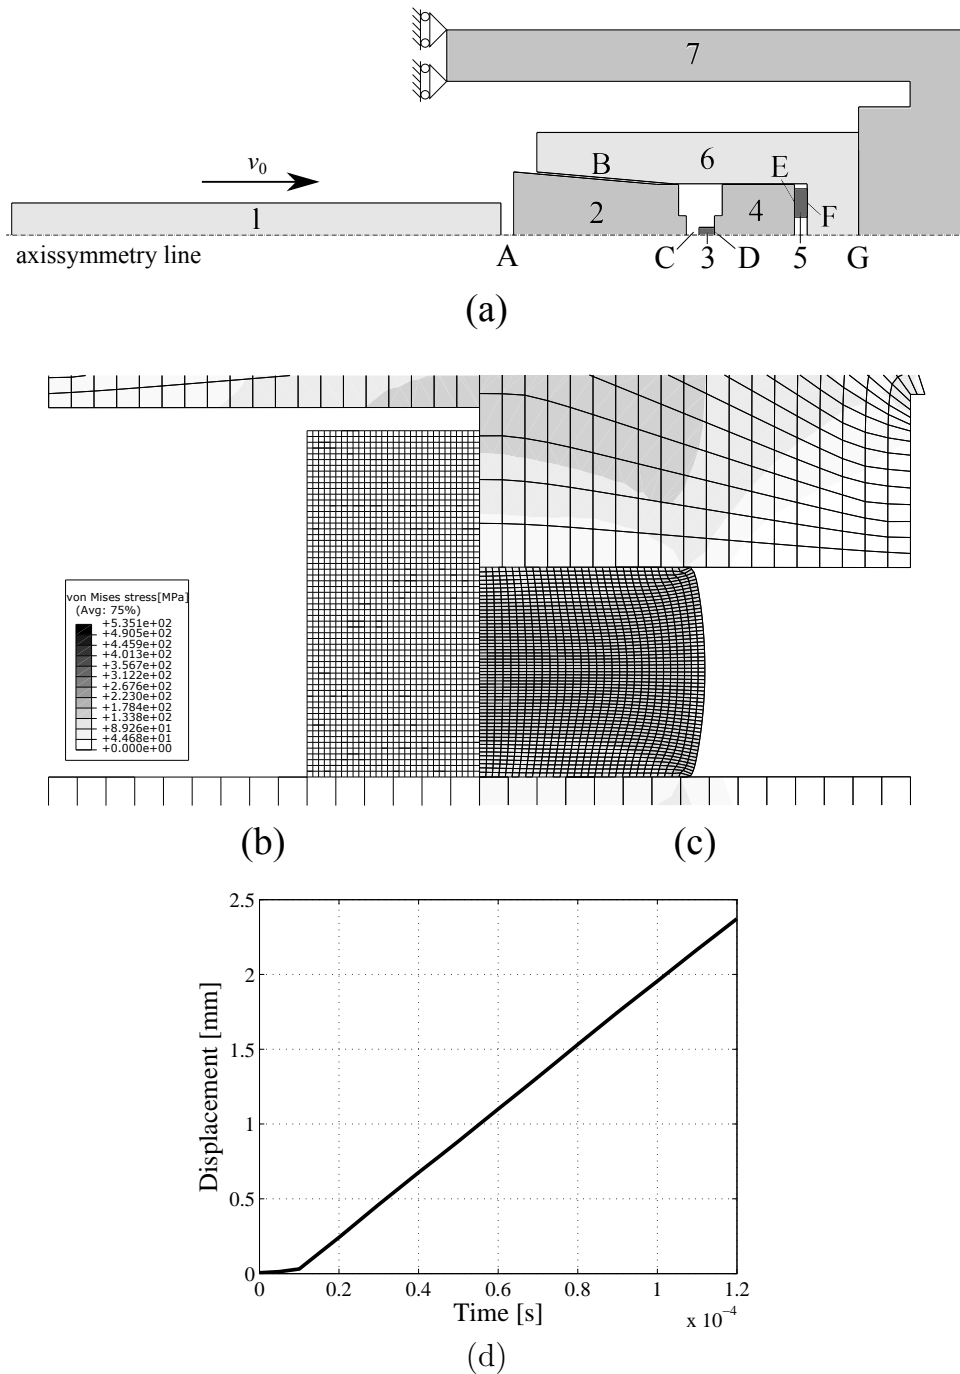 7
v0
B
6
E
1
2
4
F
axissymmetry line
A
C
3
D
5
G
(a)
von Mises stress[MPa]
(Avg: 75%)
+5.351e+02
+4.905e+02
+4.459e+02
+4.013e+02
+3.567e+02
+3.122e+02
+2.676e+02
+2.230e+02
+1.784e+02
+1.338e+02
+8.926e+01
+4.468e+01
+0.000e+00
(b)
(c)
2.5
2
1.5
1
0.5
0
Displacement [mm]
0 0.2 0.4 0.6 0.8 1 1.2
Time [s]
x 10^-4
(d)